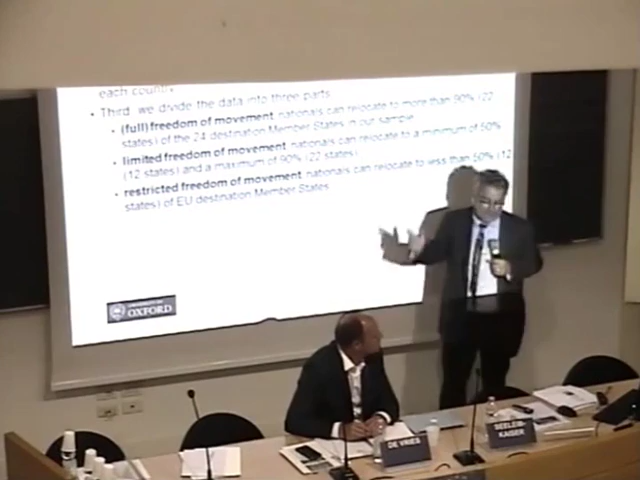 each country
• Third we divide the data into three parts:
• (full) freedom of movement nationals can relocate to more than 90% (22
states) of the 24 destination Member States in our sample
• limited freedom of movement nationals can relocate to a minimum of 50%
(12 states) and a maximum of 90% (22 states)
• restricted freedom of movement nationals can relocate to less than 50% (12
states) of EU destination Member States
UNIVERSITY OF
OXFORD
DE VRIES
SEELEIB-
KAISER